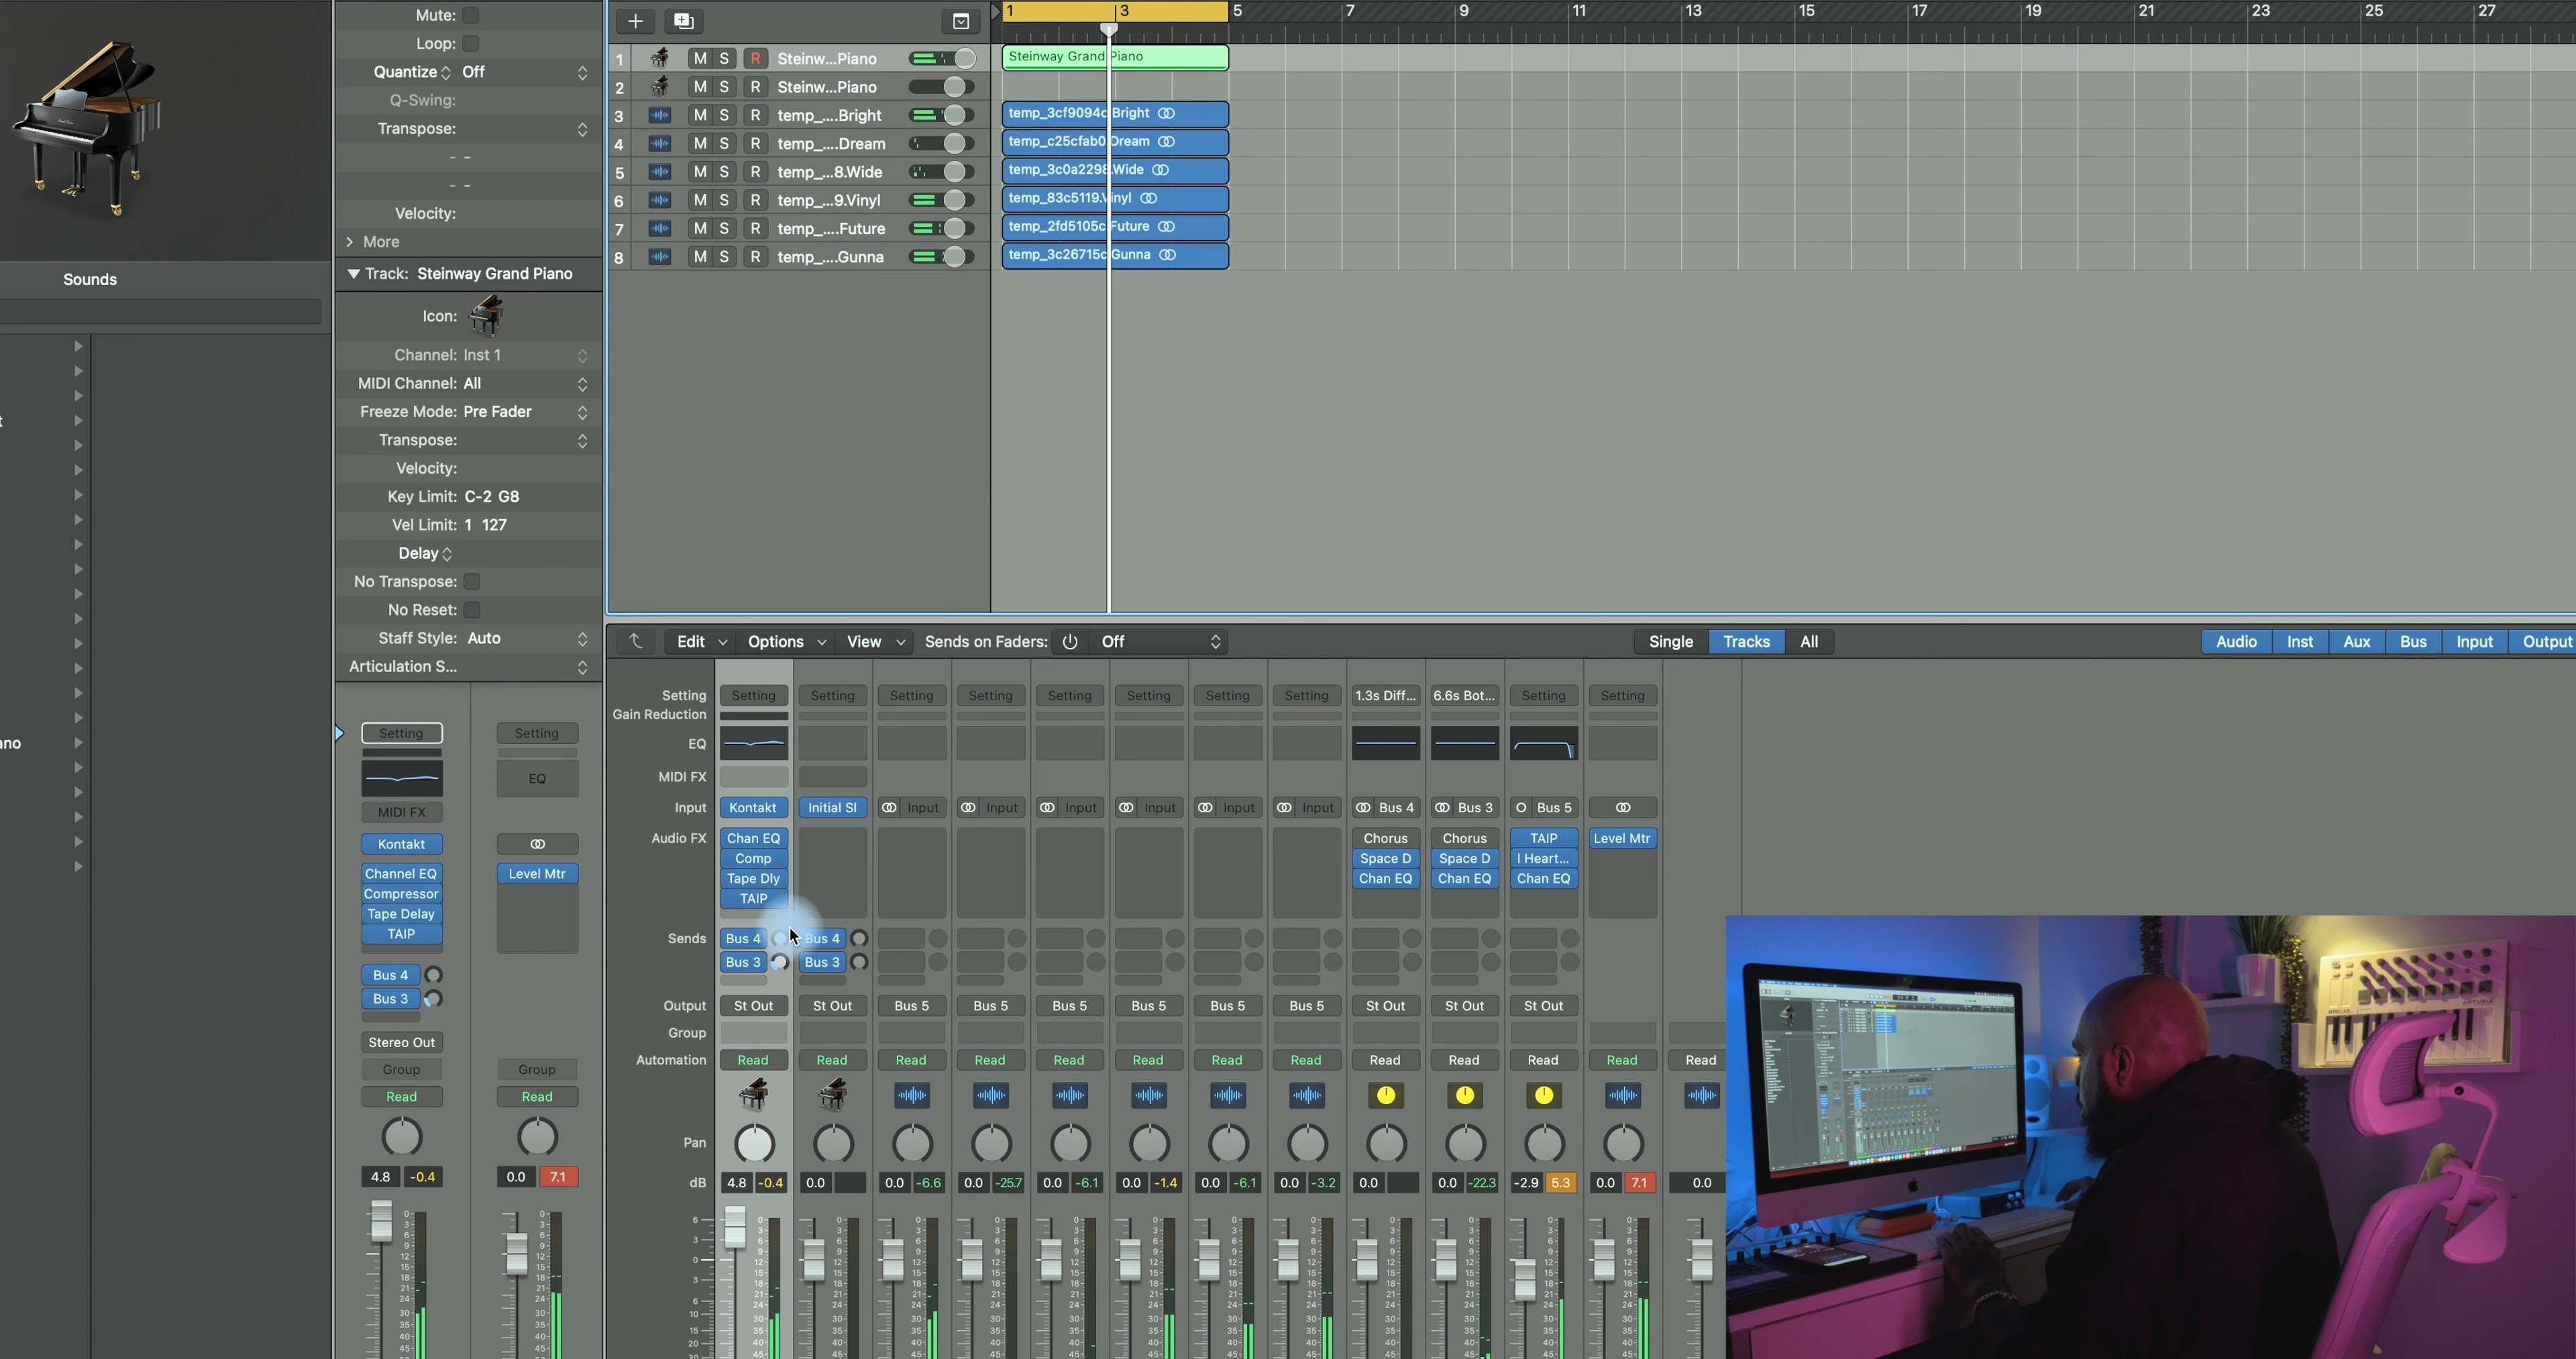 Mute:
Loop:
Quantize Off
Q-Swing:
Transpose:
- -
- -
Velocity:
More
Sounds
Track: Steinway Grand Piano
Icon:
Channel: Inst 1
MIDI Channel: All
Freeze Mode: Pre Fader
Transpose:
Velocity:
Key Limit: C-2 G8
Vel Limit: 1 127
Delay
No Transpose:
No Reset:
Staff Style: Auto
Articulation S...
ano
1 3 5 7 9 11 13 15 17 19 21 23 25 27
1 M S R Steinw...Piano Steinway Grand Piano
2 M S R Steinw...Piano
3 M S R temp_....Bright temp_3cf9094c Bright
4 M S R temp_....Dream temp_c25cfab0 Dream
5 M S R temp_...8.Wide temp_3c0a2298.Wide
6 M S R temp_...9.Vinyl temp_83c5119.Vinyl
7 M S R temp_....Future temp_2fd5105c Future
8 M S R temp_....Gunna temp_3c26715c Gunna
Edit Options View Sends on Faders: Off Single Tracks All Audio Inst Aux Bus Input Output
Setting Setting
EQ
MIDI FX
Kontakt
Channel EQ Level Mtr
Compressor
Tape Delay
TAIP
Bus 4
Bus 3
Stereo Out
Group Group
Read Read
4.8 -0.4 0.0 7.1
Setting Setting Setting Setting Setting Setting Setting Setting Setting 1.3s Diff... 6.6s Bot... Setting Setting
Gain Reduction
EQ
MIDI FX
Input Kontakt Initial SI Input Input Input Input Input Input Bus 4 Bus 3 Bus 5
Audio FX Chan EQ Chorus Chorus TAIP Level Mtr
Comp Space D Space D I Heart...
Tape Dly Chan EQ Chan EQ Chan EQ
TAIP
Sends Bus 4 Bus 4
Bus 3 Bus 3
Output St Out St Out Bus 5 Bus 5 Bus 5 Bus 5 Bus 5 Bus 5 St Out St Out St Out
Group
Automation Read Read Read Read Read Read Read Read Read Read Read Read Read
Pan
dB 4.8 -0.4 0.0 0.0 -6.6 0.0 -25.7 0.0 -6.1 0.0 -1.4 0.0 -6.1 0.0 -3.2 0.0 0.0 -22.3 -2.9 5.3 0.0 7.1 0.0